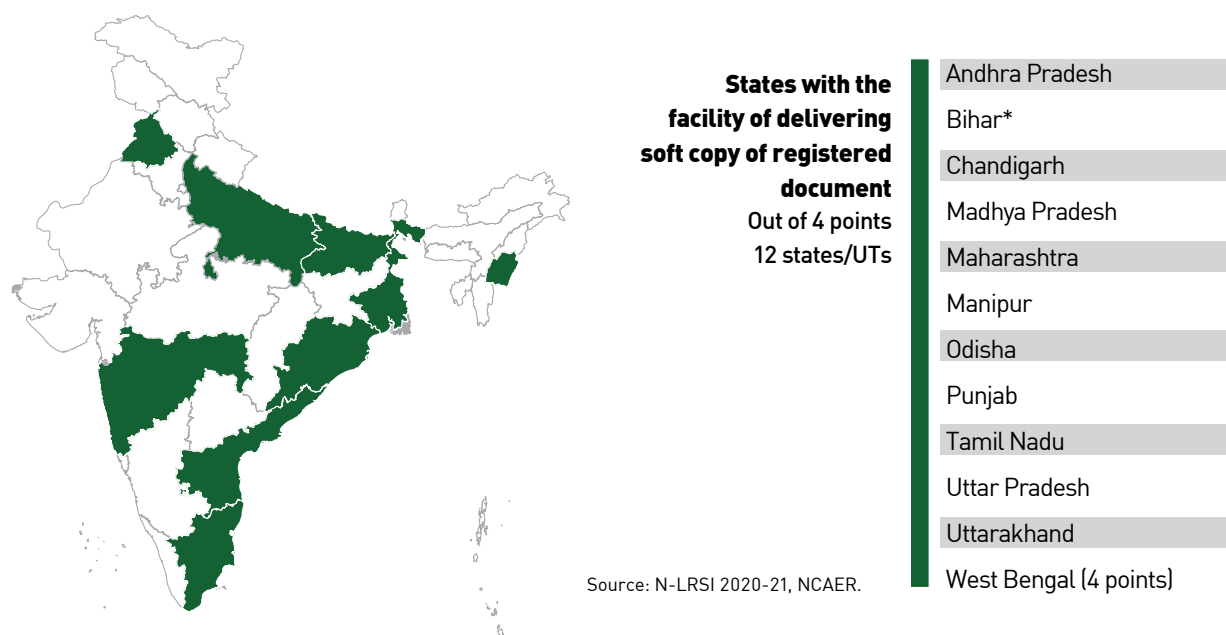 States with the
facility of delivering
soft copy of registered
document
Out of 4 points
12 states/UTs
Andhra Pradesh
Bihar*
Chandigarh
Madhya Pradesh
Maharashtra
Manipur
Odisha
Punjab
Tamil Nadu
Uttar Pradesh
Uttarakhand
West Bengal (4 points)
Source: N-LRSI 2020-21, NCAER.